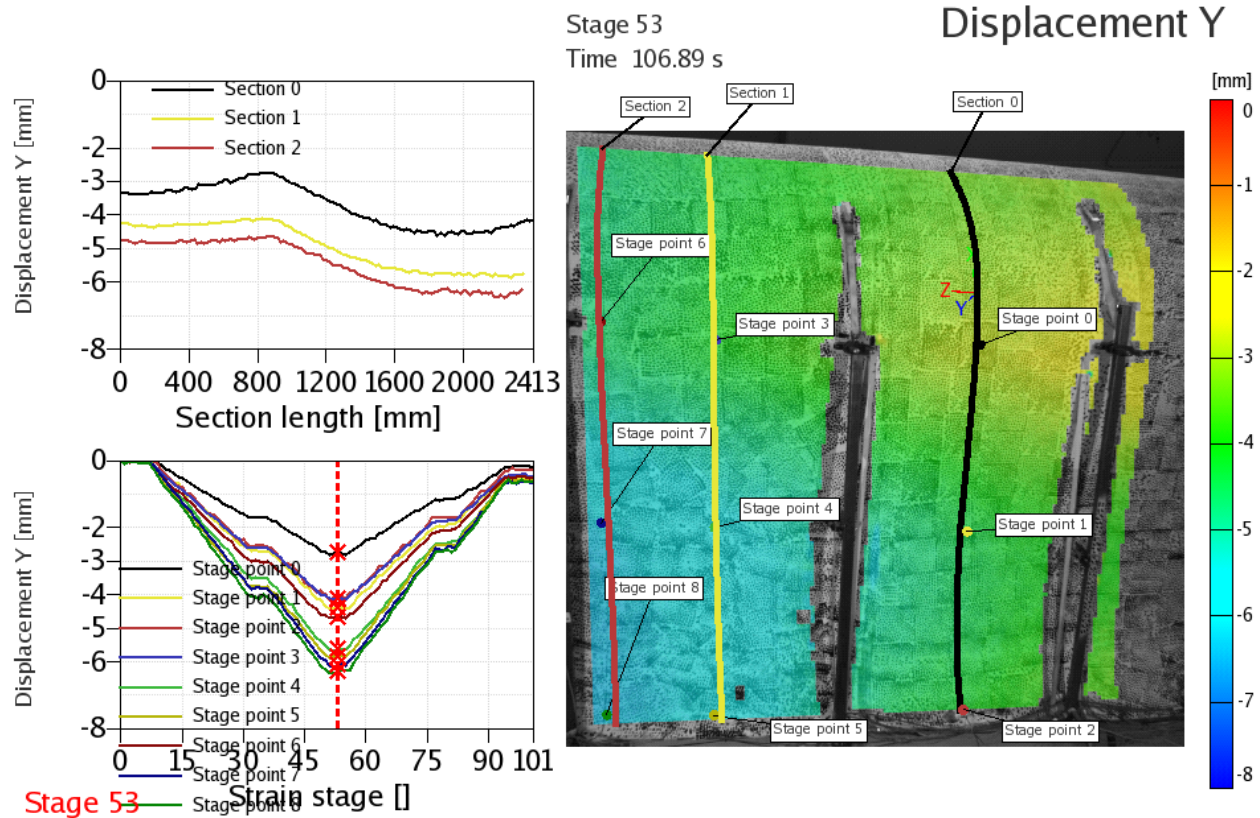 Displacement Y
Stage 53
Time 106.89 s
Displacement Y [mm]
0
-2
-3
-4
-5
-6
-8
Section 0
Section 1
Section 2
0 400 800 1200 1600 2000 2413
Section length [mm]
Displacement Y [mm]
0
-2
-3
-4
-5
-6
-8
Stage point 0
Stage point 1
Stage point 2
Stage point 3
Stage point 4
Stage point 5
Stage point 6
Stage point 7
Stage point 8
0 15 30 45 60 75 90 101
Strain stage []
Stage 53
Section 2
Section 1
Section 0
Stage point 6
Stage point 3
Z
Y
Stage point 0
Stage point 7
Stage point 4
Stage point 1
Stage point 8
Stage point 5
Stage point 2
[mm]
0
-1
-2
-3
-4
-5
-6
-7
-8